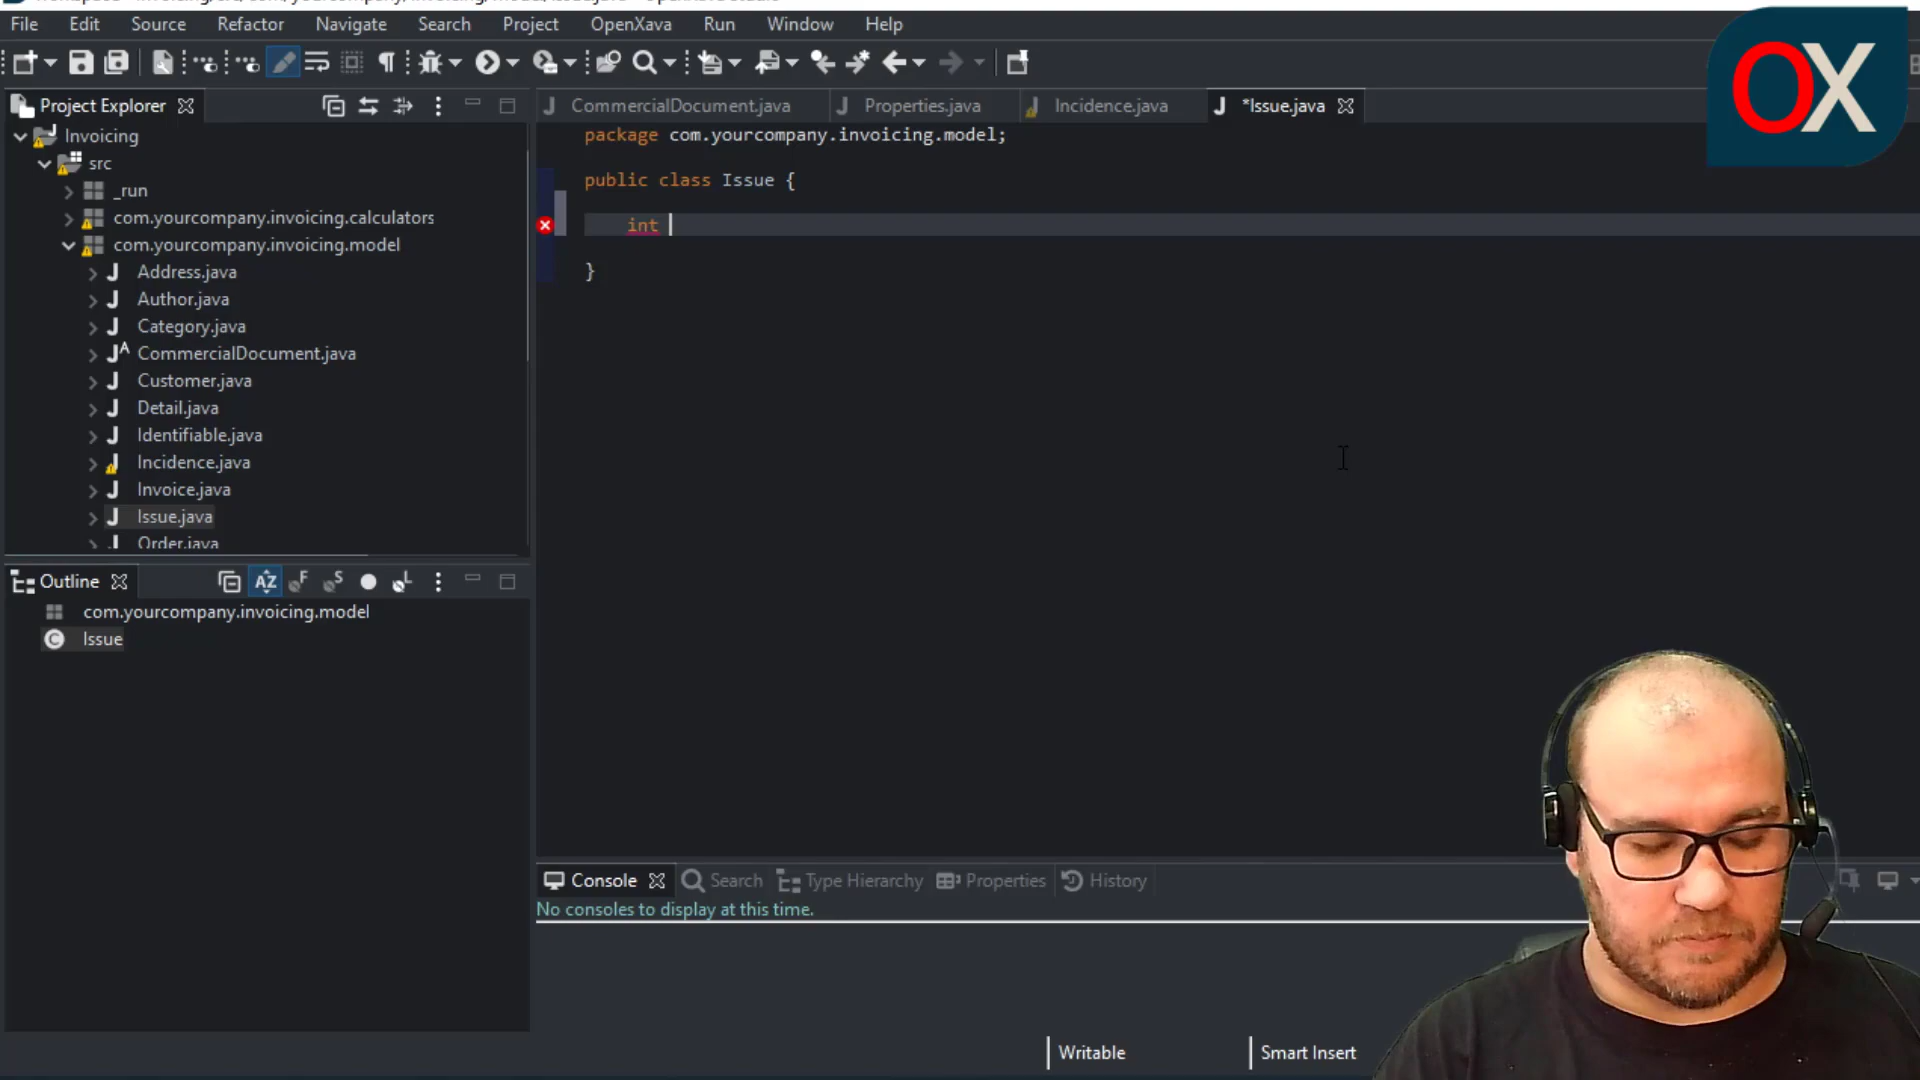 File Edit Source Refactor Navigate Search Project OpenXava Run Window Help
OX
Project Explorer
Invoicing
src
_run
com.yourcompany.invoicing.calculators
com.yourcompany.invoicing.model
Address.java
Author.java
Category.java
CommercialDocument.java
Customer.java
Detail.java
Identifiable.java
Incidence.java
Invoice.java
Issue.java
Order.java
Outline
AZ F S L
com.yourcompany.invoicing.model
Issue
CommercialDocument.java Properties.java Incidence.java *Issue.java
package com.yourcompany.invoicing.model;
public class Issue {
int
}
Console Search Type Hierarchy Properties History
No consoles to display at this time.
Writable Smart Insert